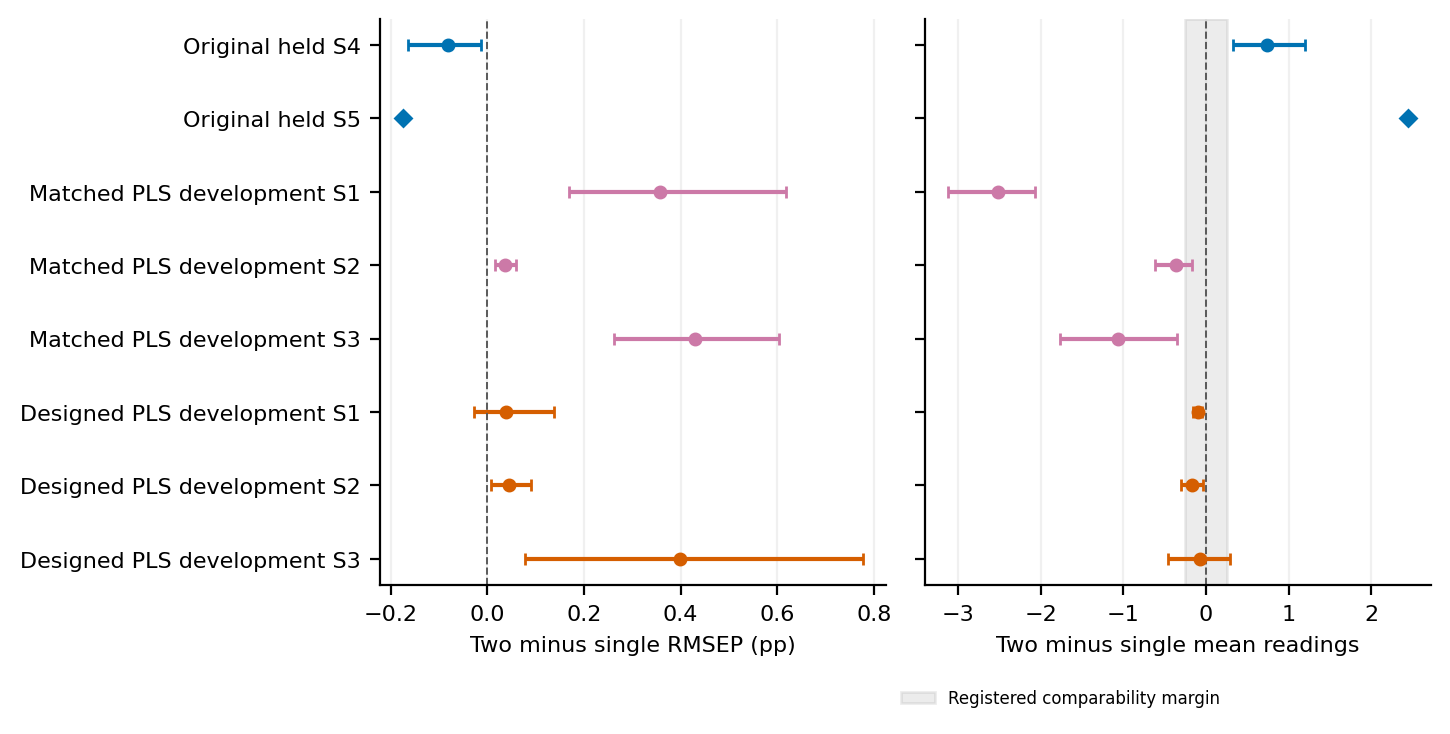 Original held S4
Original held S5
Matched PLS development S1
Matched PLS development S2
Matched PLS development S3
Designed PLS development S1
Designed PLS development S2
Designed PLS development S3
−0.2 0.0 0.2 0.4 0.6 0.8
Two minus single RMSEP (pp)
−3 −2 −1 0 1 2
Two minus single mean readings
Registered comparability margin